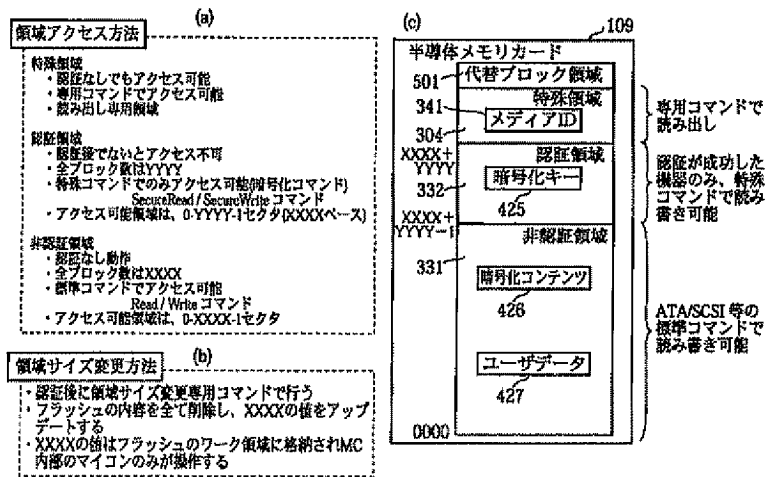 (a)
領域アクセス方法
特殊領域
・認証なしでもアクセス可能
・専用コマンドでアクセス可能
・読み出し専用領域
認証領域
・認証後でないとアクセス不可
・全ブロック数はYYYY
・特殊コマンドでのみアクセス可能(暗号化コマンド)
SecureRead / SecureWrite コマンド
・アクセス可能領域は、0-YYYY-1セクタ(XXXXベース)
非認証領域
・認証なし動作
・全ブロック数はXXXX
・標準コマンドでアクセス可能
Read / Write コマンド
・アクセス可能領域は、0-XXXX-1セクタ
(b)
領域サイズ変更方法
・認証後に領域サイズ変更専用コマンドで行う
・フラッシュの内容を全て削除し、XXXXの値をアップ
デートする
・XXXXの値はフラッシュのワーク領域に格納されMC
内部のマイコンのみが操作する
(c)
109
半導体メモリカード
501
代替ブロック領域
特殊領域
341
メディアID
304
専用コマンドで
読み出し
XXXX+
YYYY
認証領域
332
暗号化キー
425
認証が成功した
機器のみ、特殊
コマンドで読み
書き可能
XXXX+
YYYY-1
非認証領域
331
暗号化コンテンツ
426
ATA/SCSI 等の
標準コマンドで
読み書き可能
ユーザデータ
427
0000